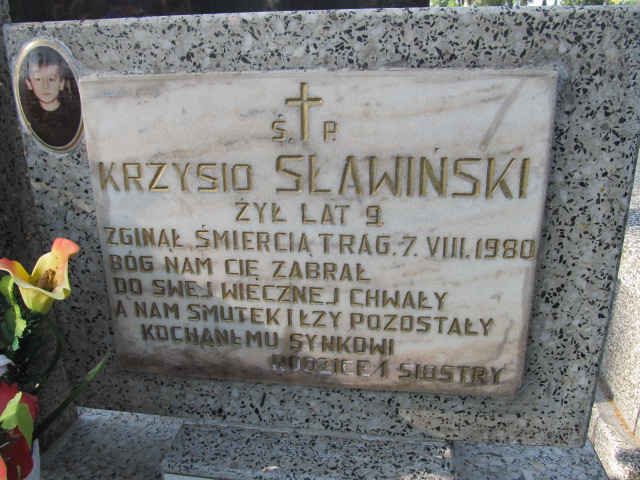 Ś. P.
KRZYSIO SŁAWIŃSKI
ŻYŁ LAT 9
ZGINĄŁ ŚMIERCIĄ TRAG. 7. VIII. 1980
BÓG NAM CIĘ ZABRAŁ
DO SWEJ WIECZNEJ CHWAŁY
A NAM SMUTEK I ŁZY POZOSTAŁY
KOCHANEMU SYNKOWI
RODZICE I SIOSTRY